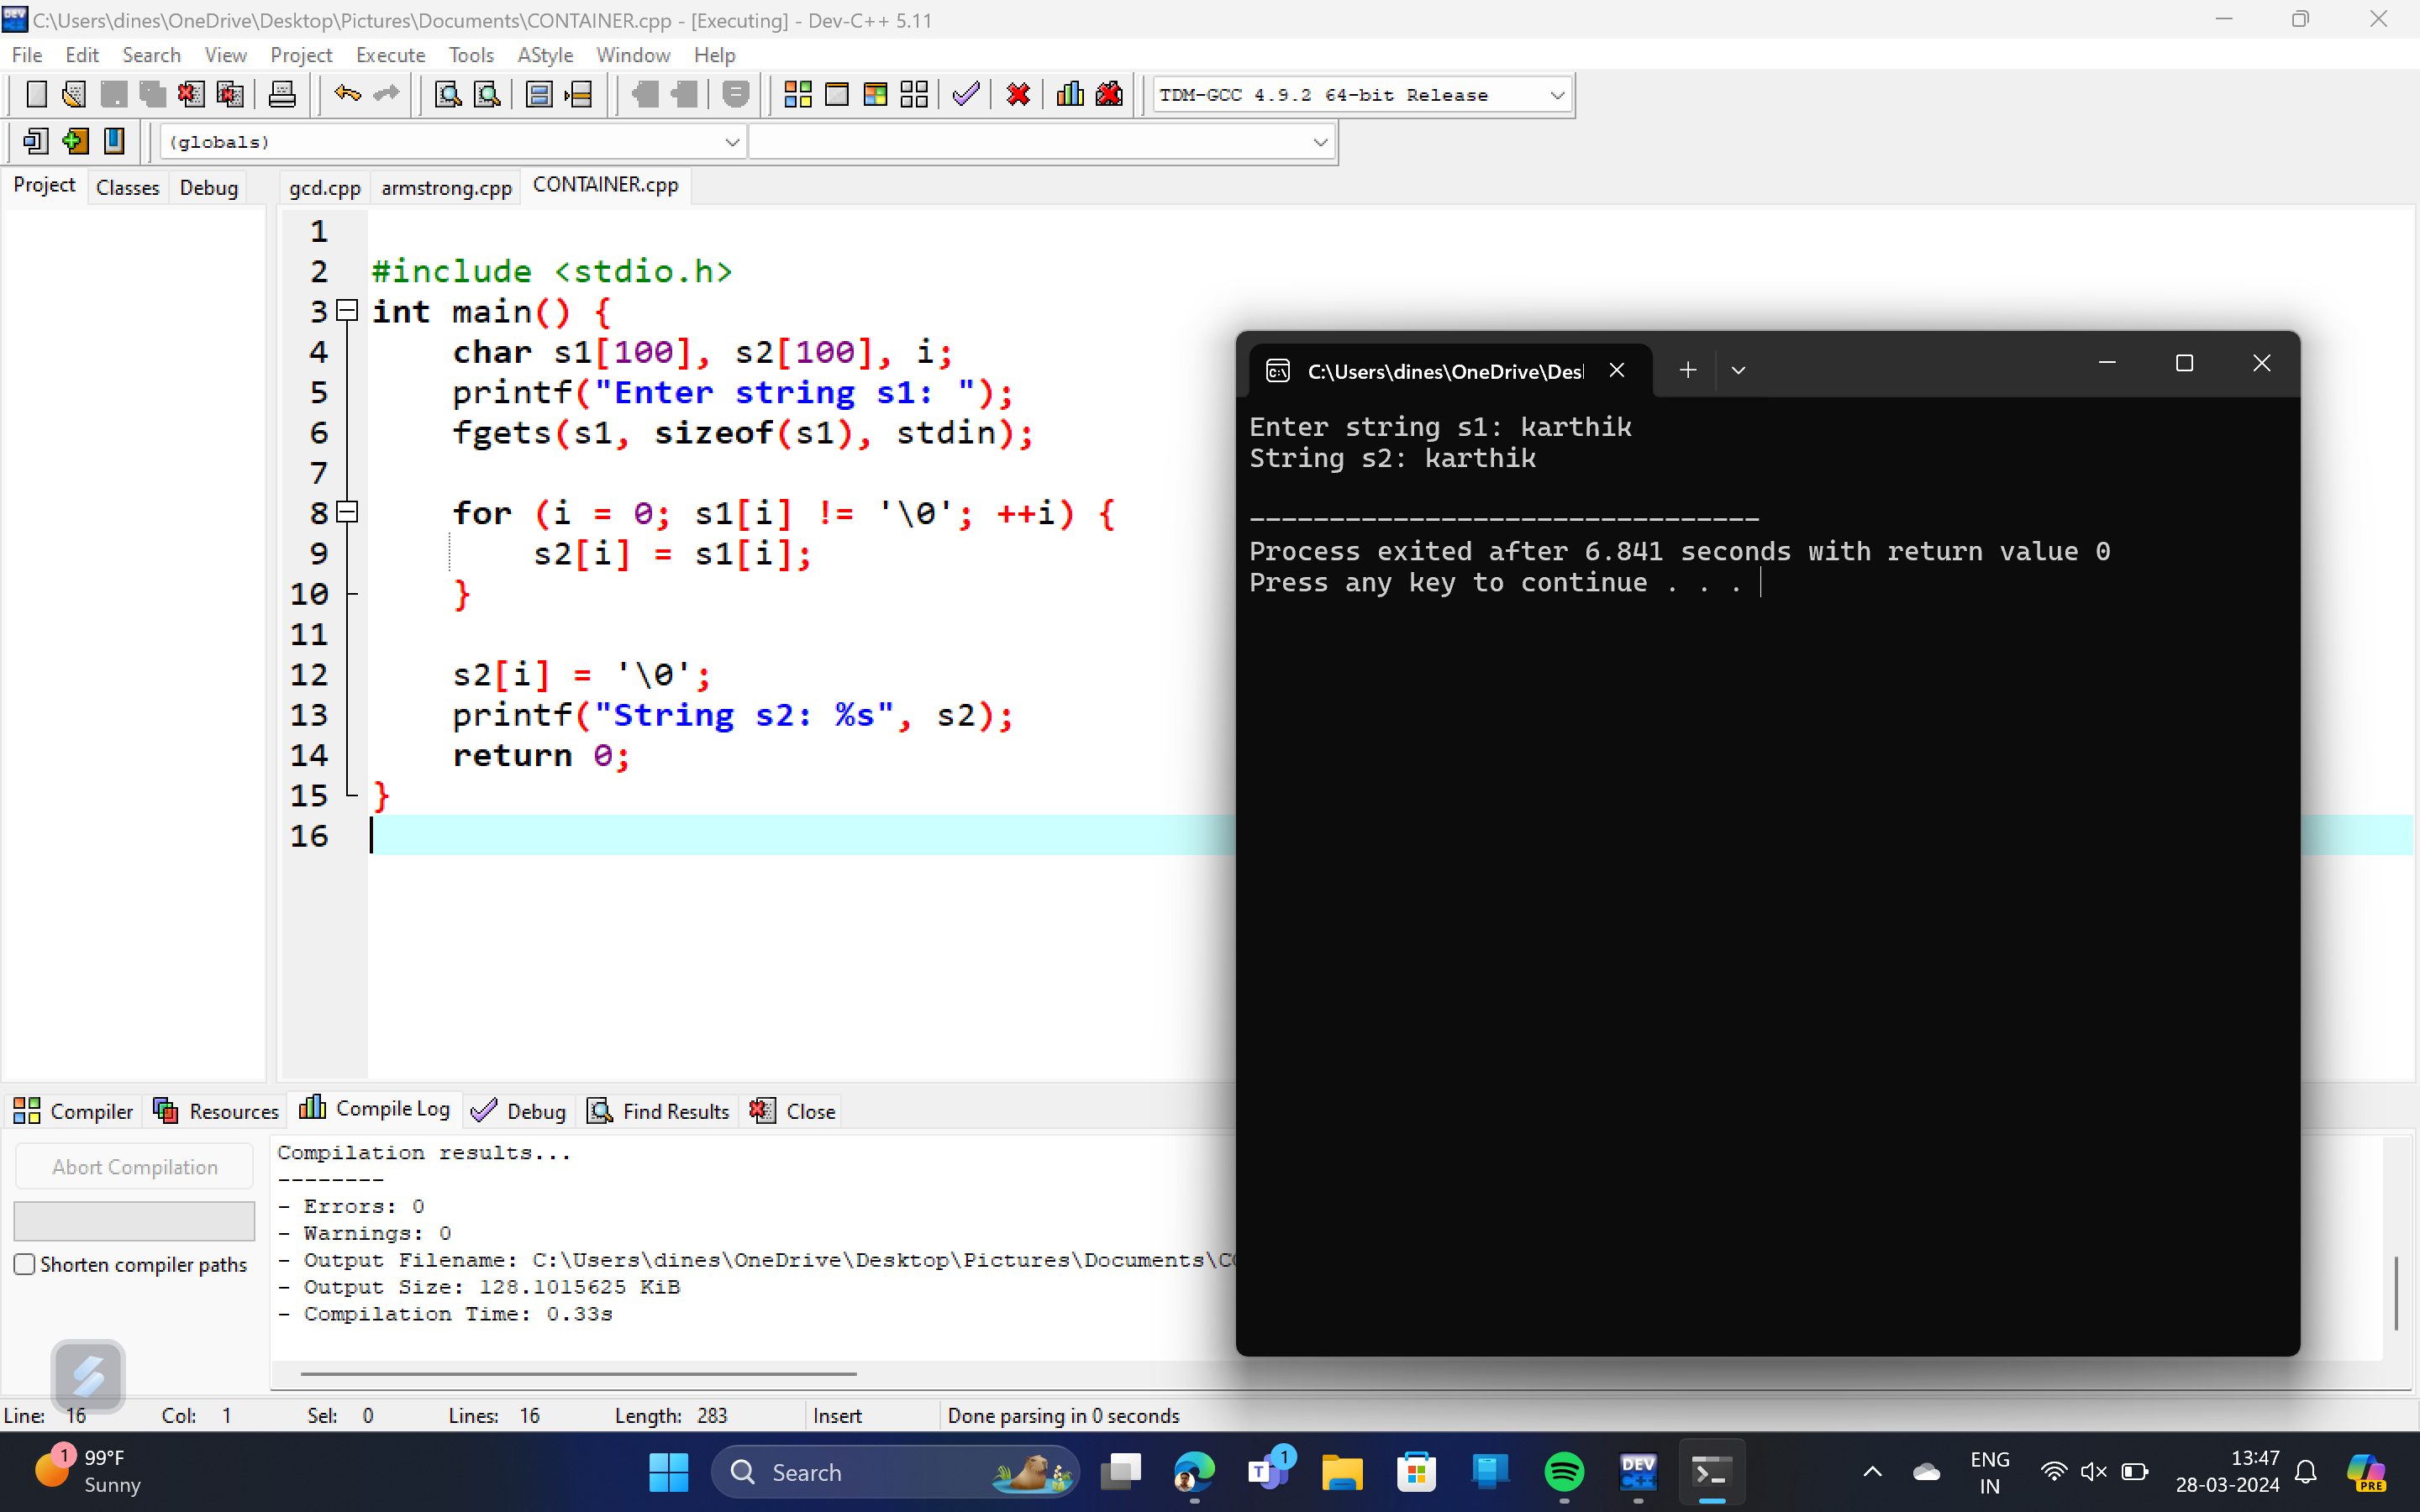 C:\Users\dines\OneDrive\Desktop\Pictures\Documents\CONTAINER.cpp - [Executing] - Dev-C++ 5.11
File Edit Search View Project Execute Tools AStyle Window Help
TDM-GCC 4.9.2 64-bit Release
(globals)
Project Classes Debug
gcd.cpp armstrong.cpp CONTAINER.cpp
1
2 #include <stdio.h>
3 int main() {
4     char s1[100], s2[100], i;
5     printf("Enter string s1: ");
6     fgets(s1, sizeof(s1), stdin);
7
8     for (i = 0; s1[i] != '\0'; ++i) {
9         s2[i] = s1[i];
10     }
11
12     s2[i] = '\0';
13     printf("String s2: %s", s2);
14     return 0;
15 }
16
C:\Users\dines\OneDrive\Des
Enter string s1: karthik
String s2: karthik
--------------------------------
Process exited after 6.841 seconds with return value 0
Press any key to continue . . .
Compiler Resources Compile Log Debug Find Results Close
Abort Compilation
Shorten compiler paths
Compilation results...
--------
- Errors: 0
- Warnings: 0
- Output Filename: C:\Users\dines\OneDrive\Desktop\Pictures\Documents\CO
- Output Size: 128.1015625 KiB
- Compilation Time: 0.33s
Line: 16 Col: 1 Sel: 0 Lines: 16 Length: 283 Insert Done parsing in 0 seconds
1
99°F
Sunny
Search
1
T
DEV
C++
ENG
IN
13:47
28-03-2024
PRE